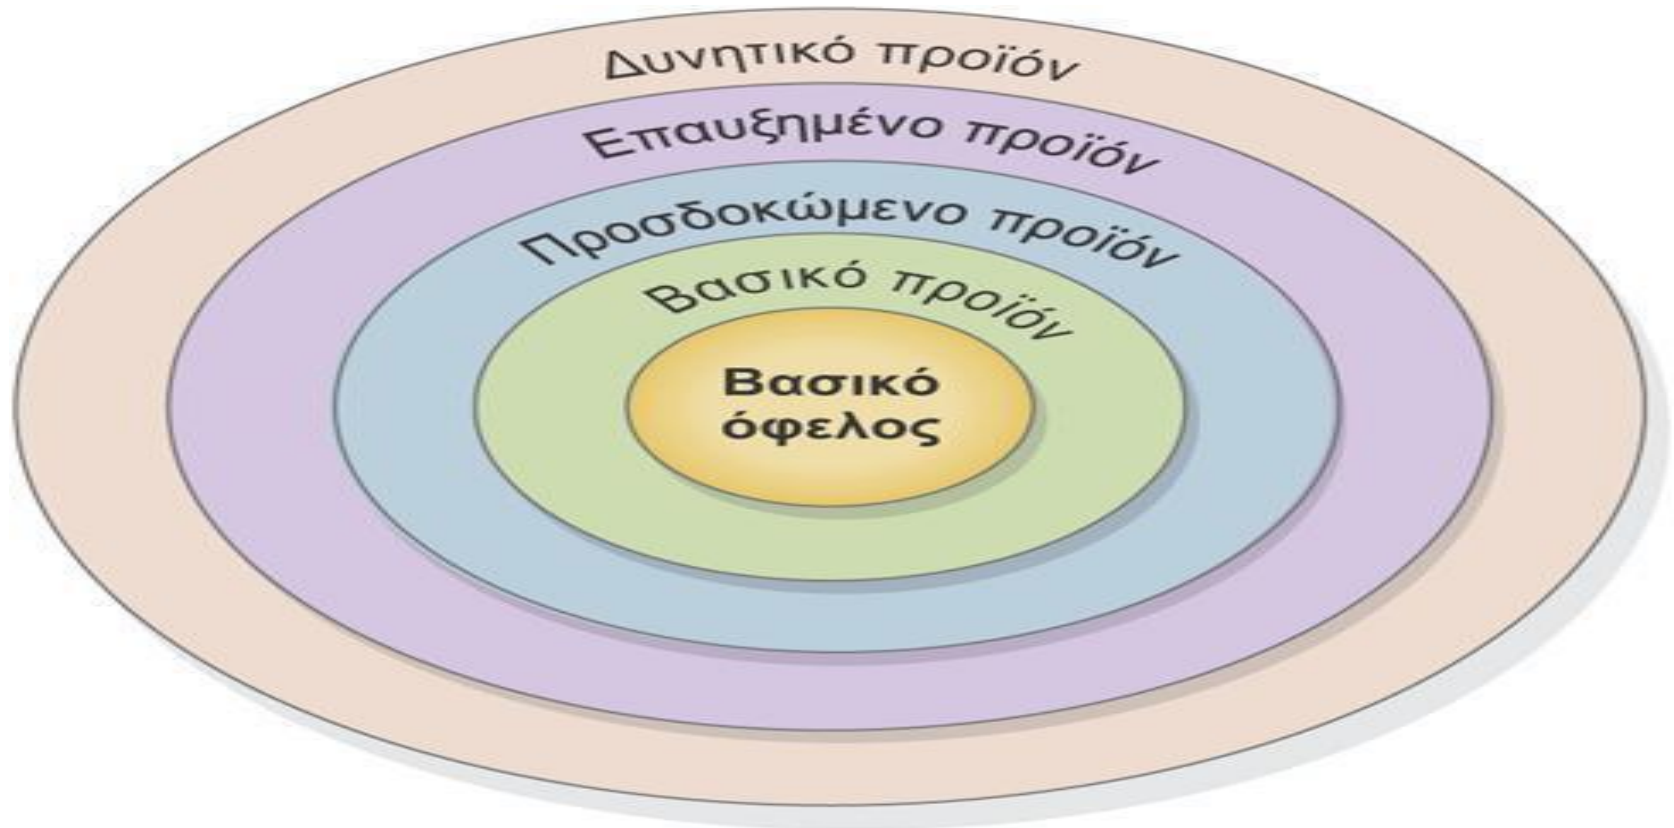 Δυνητικό προϊόν
Επαυξημένο προϊόν
Προσδοκώμενο προϊόν
Βασικό προϊόν
Βασικό
όφελος